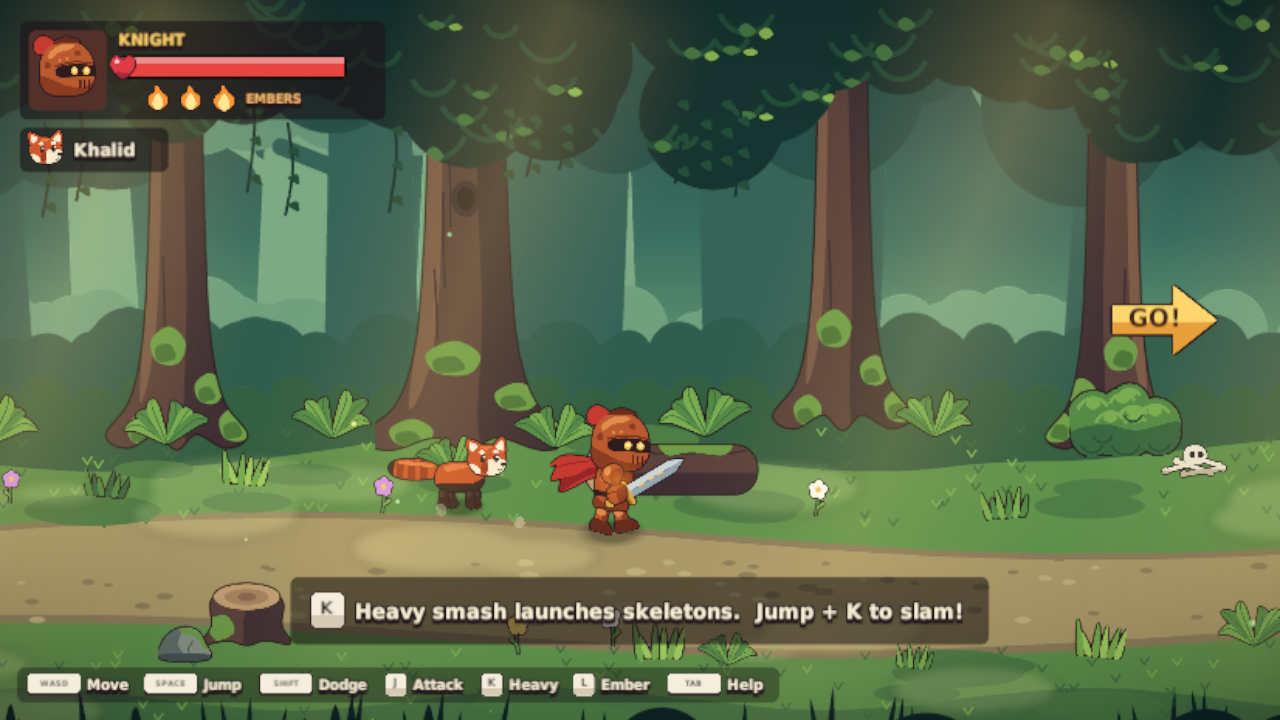 KNIGHT
EMBERS
Khalid
GO!
K Heavy smash launches skeletons. Jump + K to slam!
WASD Move SPACE Jump SHIFT Dodge J Attack K Heavy L Ember TAB Help